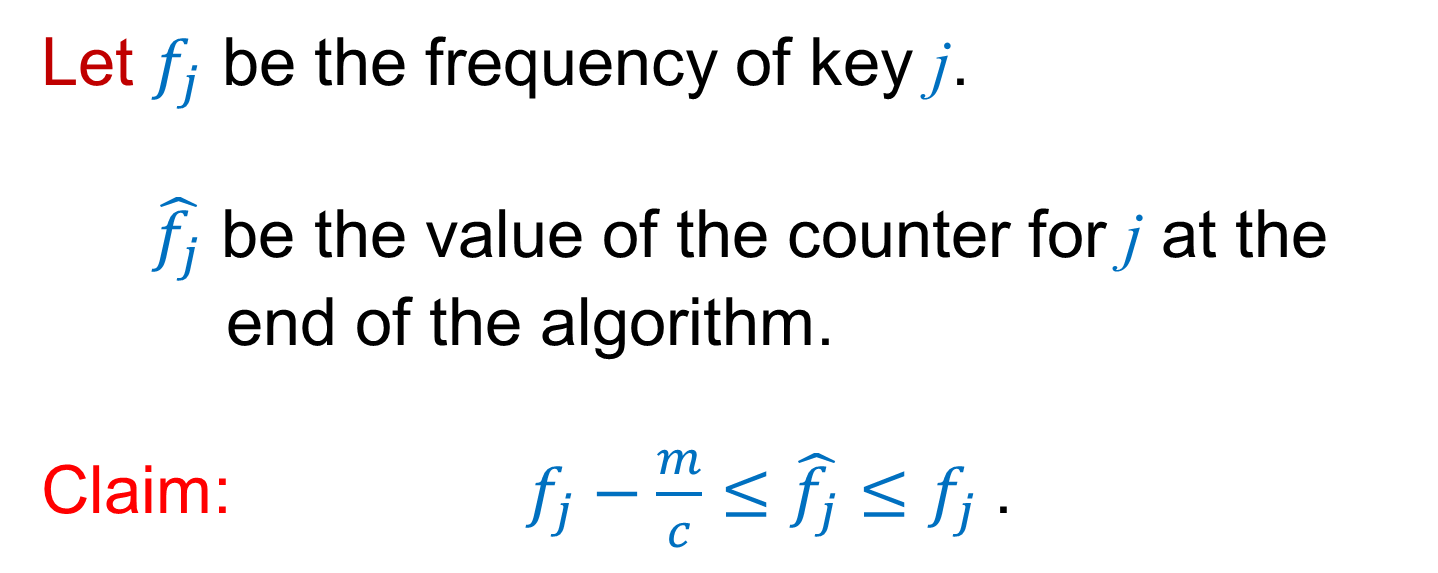 Let f_j be the frequency of key j.
f̂_j be the value of the counter for j at the
end of the algorithm.
Claim: f_j − m/c ≤ f̂_j ≤ f_j .